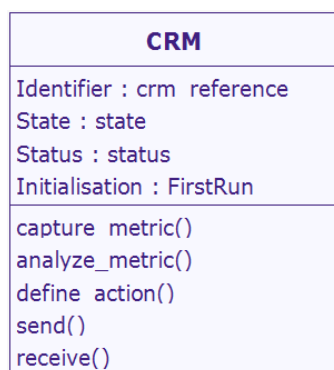 CRM
Identifier : crm reference
State : state
Status : status
Initialisation : FirstRun
capture metric()
analyze_metric()
define action()
send()
receive()